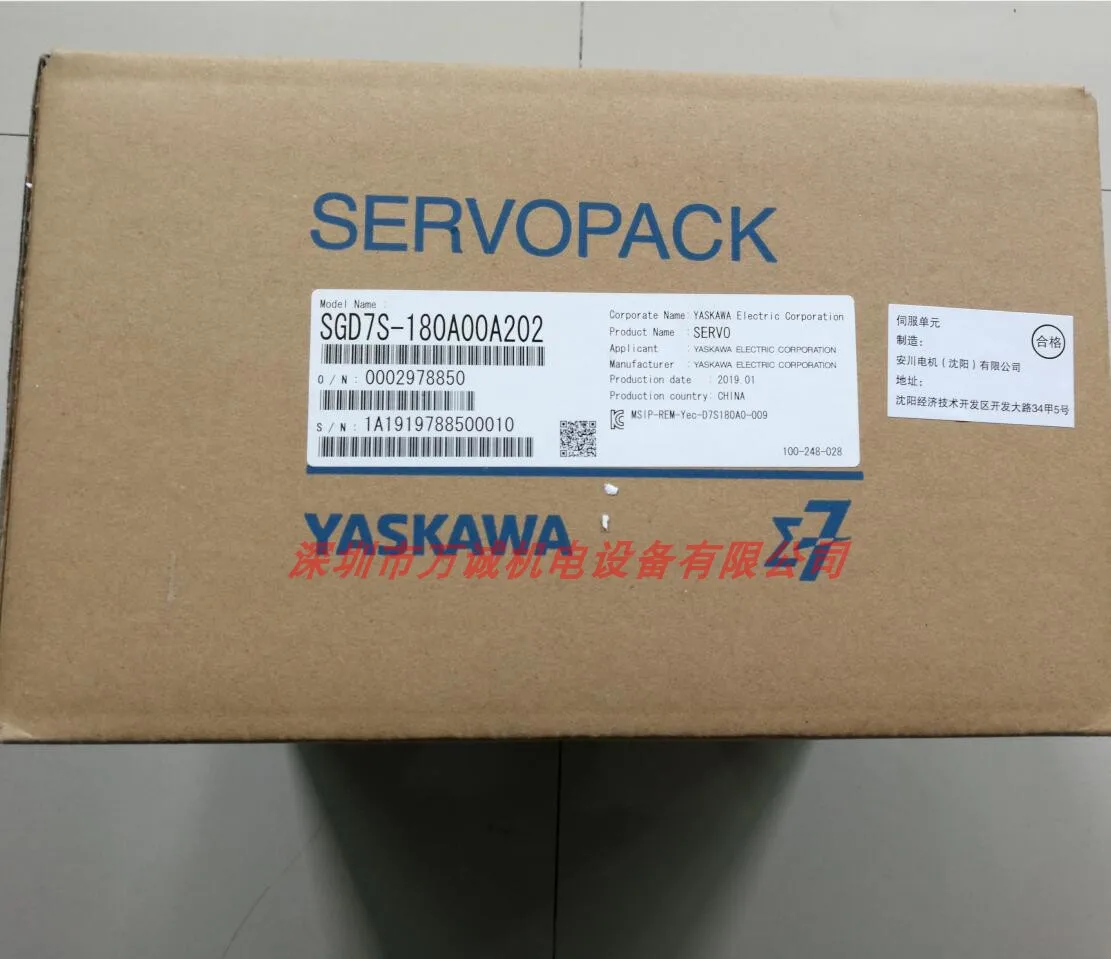 SERVOPACK
Model Name :
SGD7S-180A00A202
O/N: 0002978850
S/N: 1A1919788500010
Corporate Name: YASKAWA Electric Corporation
Product Name : SERVO
Applicant : YASKAWA ELECTRIC CORPORATION
Manufacturer : YASKAWA ELECTRIC CORPORATION
Production date : 2019.01
Production country: CHINA
MSIP-REM-Yec-D7S180A0-009
100-248-028
伺服单元
制造:
合格
安川电机(沈阳)有限公司
地址:
沈阳经济技术开发区开发大路34甲5号
YASKAWA
Σ-7
深圳市万诚机电设备有限公司